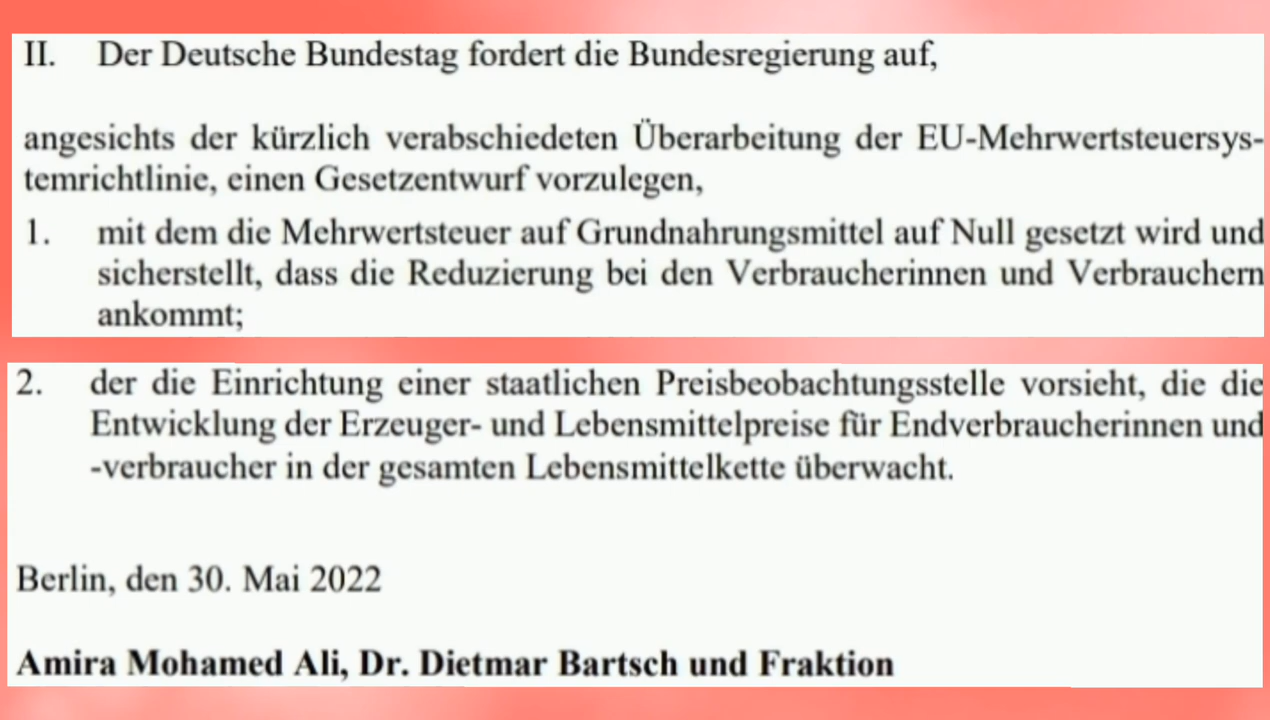 II. Der Deutsche Bundestag fordert die Bundesregierung auf,
angesichts der kürzlich verabschiedeten Überarbeitung der EU-Mehrwertsteuersys-
temrichtlinie, einen Gesetzentwurf vorzulegen,
1. mit dem die Mehrwertsteuer auf Grundnahrungsmittel auf Null gesetzt wird und
sicherstellt, dass die Reduzierung bei den Verbraucherinnen und Verbrauchern
ankommt;
2. der die Einrichtung einer staatlichen Preisbeobachtungsstelle vorsieht, die die
Entwicklung der Erzeuger- und Lebensmittelpreise für Endverbraucherinnen und
-verbraucher in der gesamten Lebensmittelkette überwacht.
Berlin, den 30. Mai 2022
Amira Mohamed Ali, Dr. Dietmar Bartsch und Fraktion